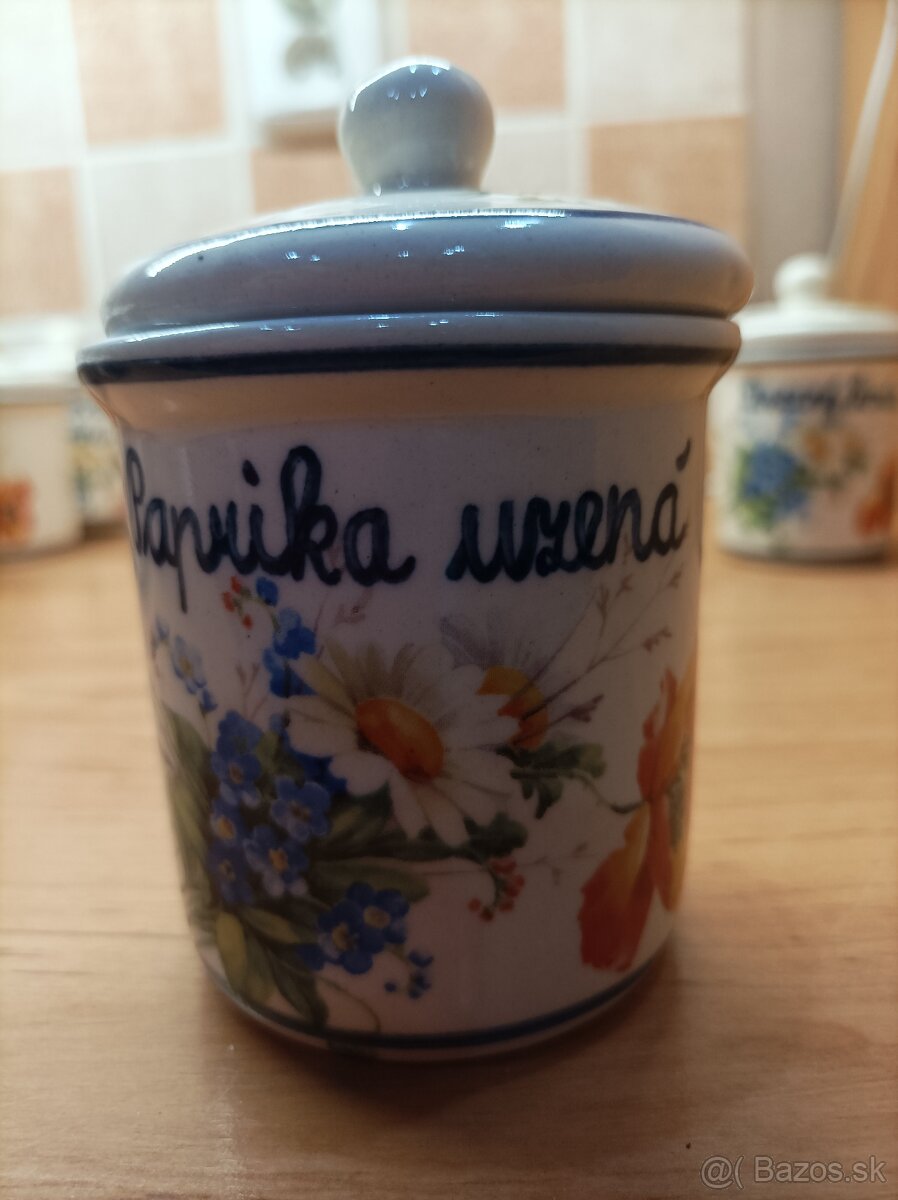 Paprika uzená
@( Bazos.sk